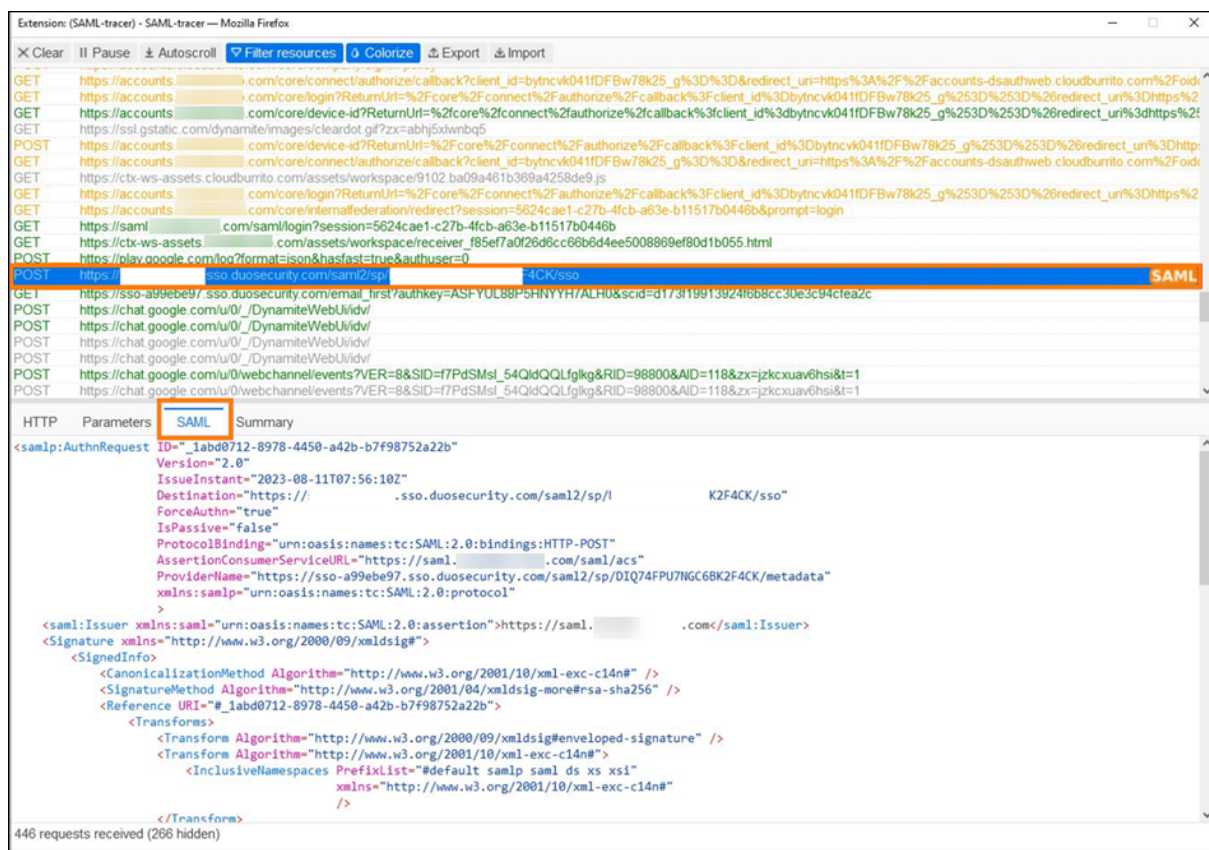 Extension: (SAML-tracer) - SAML-tracer — Mozilla Firefox
Clear Pause Autoscroll Filter resources Colorize Export Import
GET https://accounts. .com/core/connect/authorize/callback?client_id=bytncvk041fDFBw78k25_g%3D%3D&redirect_uri=https%3A%2F%2Faccounts-dsauthweb.cloudburrito.com%2Foidc
GET https://accounts. .com/core/login?ReturnUrl=%2Fcore%2Fconnect%2Fauthorize%2Fcallback%3Fclient_id%3Dbytncvk041fDFBw78k25_g%253D%253D%26redirect_uri%3Dhttps%2
GET https://accounts. .com/core/device-id?ReturnUrl=%2fcore%2fconnect%2fauthorize%2fcallback%3fclient_id%3dbytncvk041fDFBw78k25_g%253D%253D%26redirect_uri%3dhttps%25
GET https://ssl.gstatic.com/dynamite/images/cleardot.gif?zx=abhj5xlwnbq5
POST https://accounts. .com/core/device-id?ReturnUrl=%2Fcore%2Fconnect%2Fauthorize%2Fcallback%3Fclient_id%3Dbytncvk041fDFBw78k25_g%253D%253D%26redirect_uri%3Dhttp
GET https://accounts. .com/core/connect/authorize/callback?client_id=bytncvk041fDFBw78k25_g%3D%3D&redirect_uri=https%3A%2F%2Faccounts-dsauthweb.cloudburrito.com%2Foidc
GET https://ctx-ws-assets.cloudburrito.com/assets/workspace/9102.ba09a461b369a4258de9.js
GET https://accounts. .com/core/login?ReturnUrl=%2Fcore%2Fconnect%2Fauthorize%2Fcallback%3Fclient_id%3Dbytncvk041fDFBw78k25_g%253D%253D%26redirect_uri%3Dhttps%2
GET https://accounts. .com/core/internalfederation/redirect?session=5624cae1-c27b-4fcb-a63e-b11517b0446b&prompt=login
GET https://saml .com/saml/login?session=5624cae1-c27b-4fcb-a63e-b11517b0446b
GET https://ctx-ws-assets. .com/assets/workspace/receiver_f85ef7a0f26d6cc66b6d4ee5008869ef80d1b055.html
POST https://play.google.com/log?format=json&hasfast=true&authuser=0
POST https:// sso.duosecurity.com/saml2/sp/ F4CK/sso SAML
GET https://sso-a99ebe97.sso.duosecurity.com/email_first?authkey=ASFYUL88P5HNYYH7ALH0&scid=d173f19913924f6b8cc30e3c94cfea2c
POST https://chat.google.com/u/0/_/DynamiteWebUi/idv/
POST https://chat.google.com/u/0/_/DynamiteWebUi/idv/
POST https://chat.google.com/u/0/_/DynamiteWebUi/idv/
POST https://chat.google.com/u/0/_/DynamiteWebUi/idv/
POST https://chat.google.com/u/0/webchannel/events?VER=8&SID=f7PdSMsl_54QldQQLfglkg&RID=98800&AID=118&zx=jzkcxuav6hsi&t=1
POST https://chat.google.com/u/0/webchannel/events?VER=8&SID=f7PdSMsl_54QldQQLfglkg&RID=98800&AID=118&zx=jzkcxuav6hsi&t=1
HTTP Parameters SAML Summary
<samlp:AuthnRequest ID="_1abd0712-8978-4450-a42b-b7f98752a22b"
Version="2.0"
IssueInstant="2023-08-11T07:56:10Z"
Destination="https:// .sso.duosecurity.com/saml2/sp/ K2F4CK/sso"
ForceAuthn="true"
IsPassive="false"
ProtocolBinding="urn:oasis:names:tc:SAML:2.0:bindings:HTTP-POST"
AssertionConsumerServiceURL="https://saml. .com/saml/acs"
ProviderName="https://sso-a99ebe97.sso.duosecurity.com/saml2/sp/DIQ74FPU7NGC6BK2F4CK/metadata"
xmlns:samlp="urn:oasis:names:tc:SAML:2.0:protocol"
>
<saml:Issuer xmlns:saml="urn:oasis:names:tc:SAML:2.0:assertion">https://saml. .com</saml:Issuer>
<Signature xmlns="http://www.w3.org/2000/09/xmldsig#">
<SignedInfo>
<CanonicalizationMethod Algorithm="http://www.w3.org/2001/10/xml-exc-c14n#" />
<SignatureMethod Algorithm="http://www.w3.org/2001/04/xmldsig-more#rsa-sha256" />
<Reference URI="#_1abd0712-8978-4450-a42b-b7f98752a22b">
<Transforms>
<Transform Algorithm="http://www.w3.org/2000/09/xmldsig#enveloped-signature" />
<Transform Algorithm="http://www.w3.org/2001/10/xml-exc-c14n#">
<InclusiveNamespaces PrefixList="#default samlp saml ds xs xsi"
xmlns="http://www.w3.org/2001/10/xml-exc-c14n#"
/>
</Transform>
446 requests received (266 hidden)